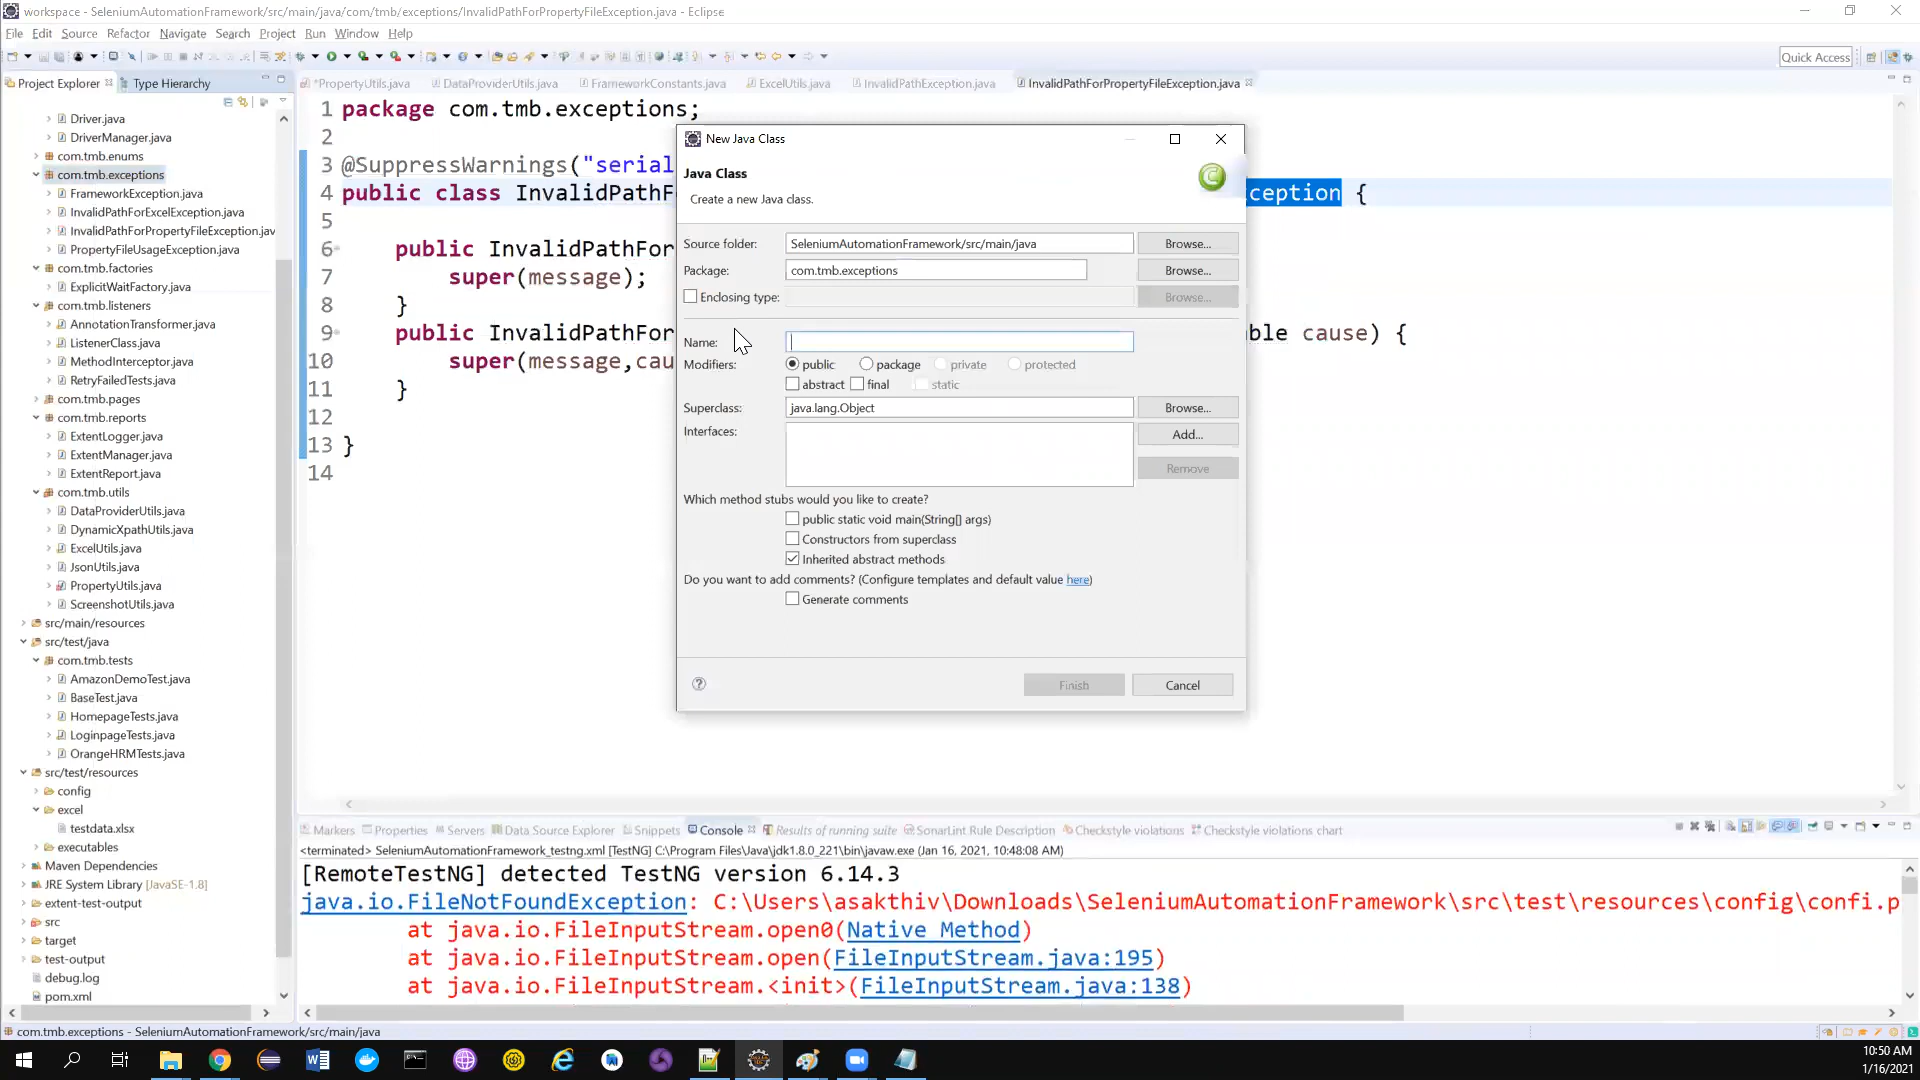 workspace - SeleniumAutomationFramework/src/main/java/com/tmb/exceptions/InvalidPathForPropertyFileException.java - Eclipse
File Edit Source Refactor Navigate Search Project Run Window Help
Quick Access
Project Explorer Type Hierarchy
*PropertyUtils.java DataProviderUtils.java FrameworkConstants.java ExcelUtils.java InvalidPathException.java InvalidPathForPropertyFileException.java
Driver.java
DriverManager.java
com.tmb.enums
com.tmb.exceptions
FrameworkException.java
InvalidPathForExcelException.java
InvalidPathForPropertyFileException.jav
PropertyFileUsageException.java
com.tmb.factories
ExplicitWaitFactory.java
com.tmb.listeners
AnnotationTransformer.java
ListenerClass.java
MethodInterceptor.java
RetryFailedTests.java
com.tmb.pages
com.tmb.reports
ExtentLogger.java
ExtentManager.java
ExtentReport.java
com.tmb.utils
DataProviderUtils.java
DynamicXpathUtils.java
ExcelUtils.java
JsonUtils.java
PropertyUtils.java
ScreenshotUtils.java
src/main/resources
src/test/java
com.tmb.tests
AmazonDemoTest.java
BaseTest.java
HomepageTests.java
LoginpageTests.java
OrangeHRMTests.java
src/test/resources
config
excel
testdata.xlsx
executables
Maven Dependencies
JRE System Library [JavaSE-1.8]
extent-test-output
src
target
test-output
debug.log
pom.xml
1 package com.tmb.exceptions;
2
3 @SuppressWarnings("serial
4 public class InvalidPathF ception {
5
6 public InvalidPathFor
7 super(message);
8 }
9 public InvalidPathFor ble cause) {
10 super(message,cau
11 }
12
13 }
14
New Java Class
Java Class
Create a new Java class.
Source folder: SeleniumAutomationFramework/src/main/java Browse...
Package: com.tmb.exceptions Browse...
Enclosing type: Browse...
Name:
Modifiers: public package private protected
abstract final static
Superclass: java.lang.Object Browse...
Interfaces: Add...
Remove
Which method stubs would you like to create?
public static void main(String[] args)
Constructors from superclass
Inherited abstract methods
Do you want to add comments? (Configure templates and default value here)
Generate comments
? Finish Cancel
Markers Properties Servers Data Source Explorer Snippets Console Results of running suite SonarLint Rule Description Checkstyle violations Checkstyle violations chart
<terminated> SeleniumAutomationFramework_testng.xml [TestNG] C:\Program Files\Java\jdk1.8.0_221\bin\javaw.exe (Jan 16, 2021, 10:48:08 AM)
[RemoteTestNG] detected TestNG version 6.14.3
java.io.FileNotFoundException: C:\Users\asakthiv\Downloads\SeleniumAutomationFramework\src\test\resources\config\confi.p
at java.io.FileInputStream.open0(Native Method)
at java.io.FileInputStream.open(FileInputStream.java:195)
at java.io.FileInputStream.<init>(FileInputStream.java:138)
com.tmb.exceptions - SeleniumAutomationFramework/src/main/java
10:50 AM
1/16/2021